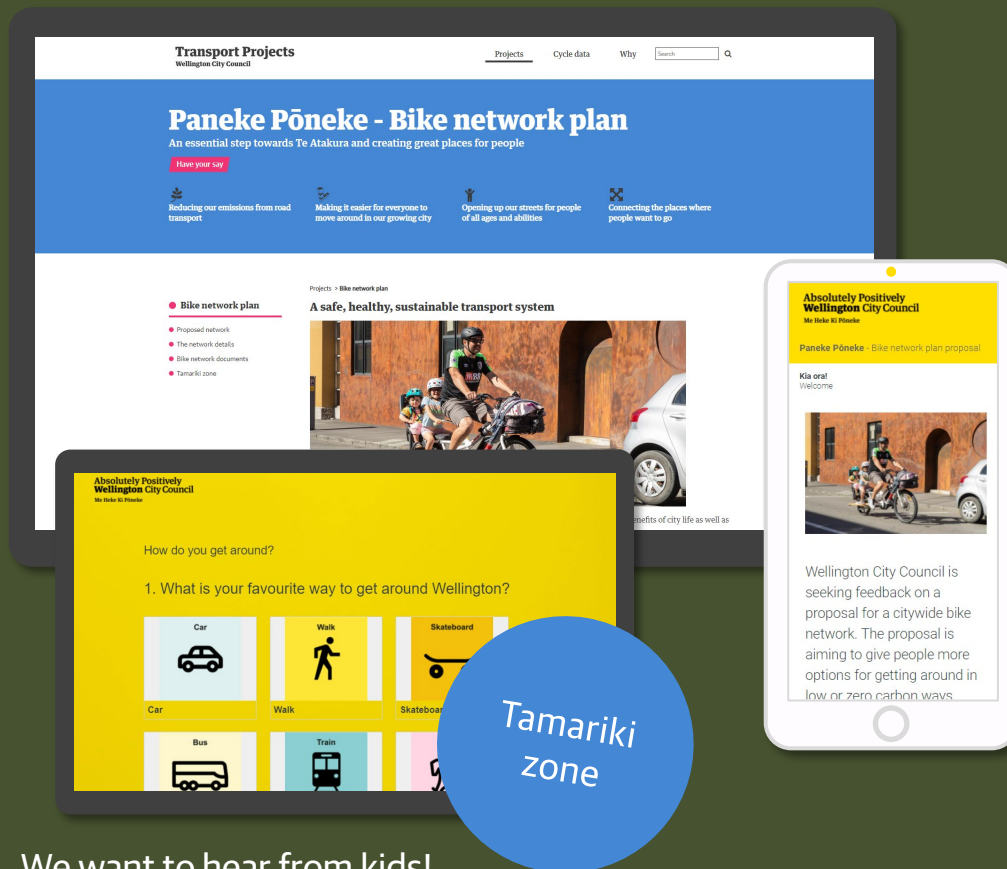 Transport Projects
Wellington City Council
Projects Cycle data Why Search
Paneke Pōneke - Bike network plan
An essential step towards Te Atakura and creating great places for people
Have your say
Reducing our emissions from road
transport
Making it easier for everyone to
move around in our growing city
Opening up our streets for people
of all ages and abilities
Connecting the places where
people want to go
Projects > Bike network plan
Bike network plan
Proposed network
The network details
Bike network documents
Tamariki zone
A safe, healthy, sustainable transport system
benefits of city life as well as
Absolutely Positively
Wellington City Council
Me Heke Ki Pōneke
How do you get around?
1. What is your favourite way to get around Wellington?
Car
Walk
Skateboard
Car
Walk
Skateboar
Bus
Train
Tamariki
zone
Absolutely Positively
Wellington City Council
Me Heke Ki Pōneke
Paneke Pōneke - Bike network plan proposal
Kia ora!
Welcome
Wellington City Council is
seeking feedback on a
proposal for a citywide bike
network. The proposal is
aiming to give people more
options for getting around in
low or zero carbon ways
We want to hear from kids!